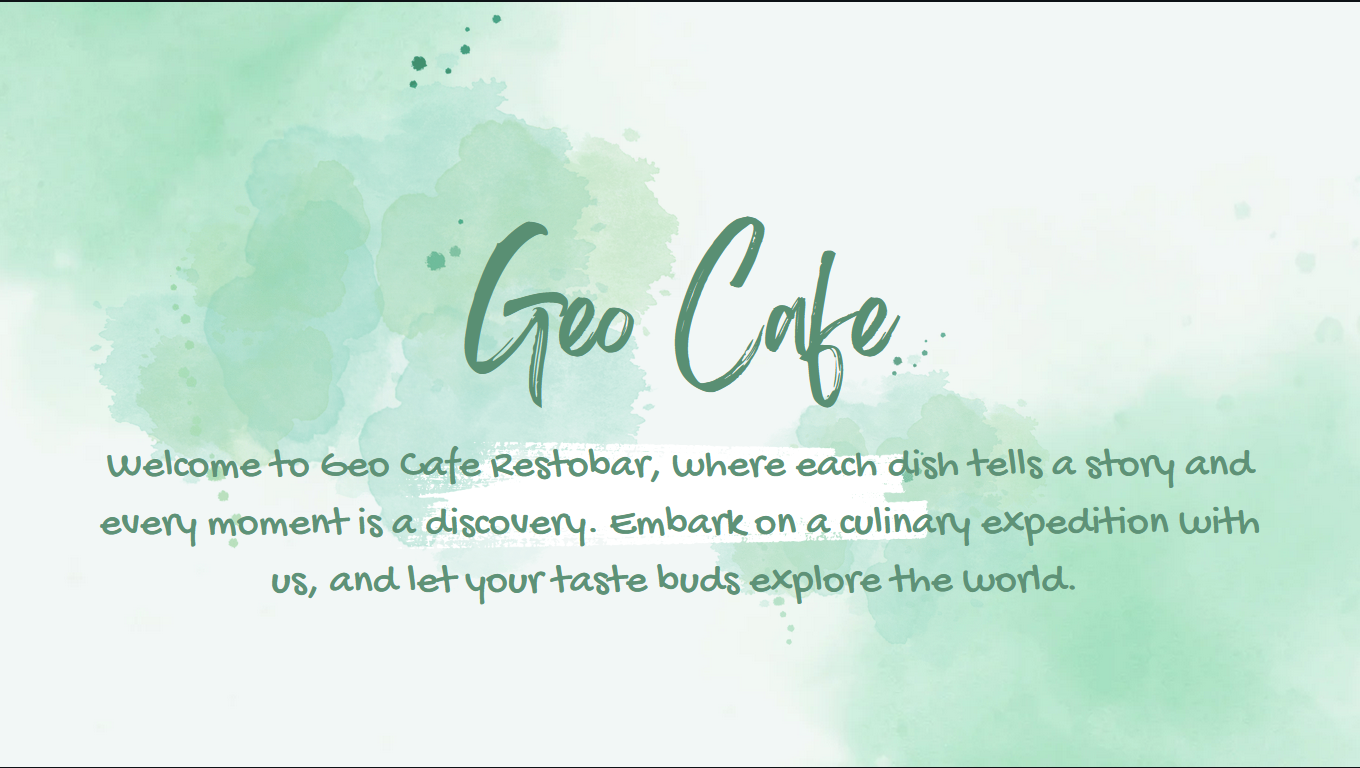 Geo Cafe
Welcome to Geo Cafe Restobar, where each dish tells a story and
every moment is a discovery. Embark on a culinary expedition with
us, and let your taste buds explore the world.